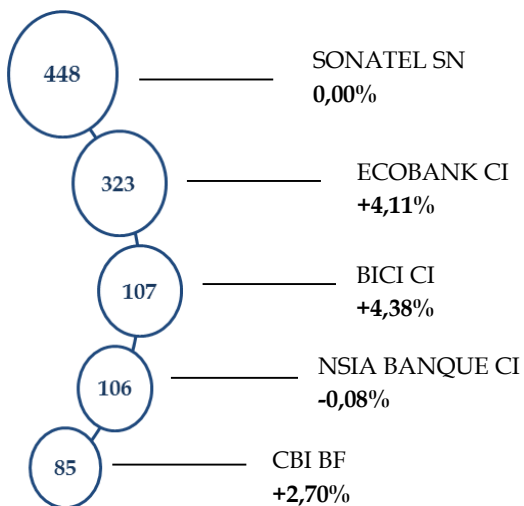 448
SONATEL SN
0,00%
323
ECOBANK CI
+4,11%
107
BICI CI
+4,38%
106
NSIA BANQUE CI
-0,08%
85
CBI BF
+2,70%